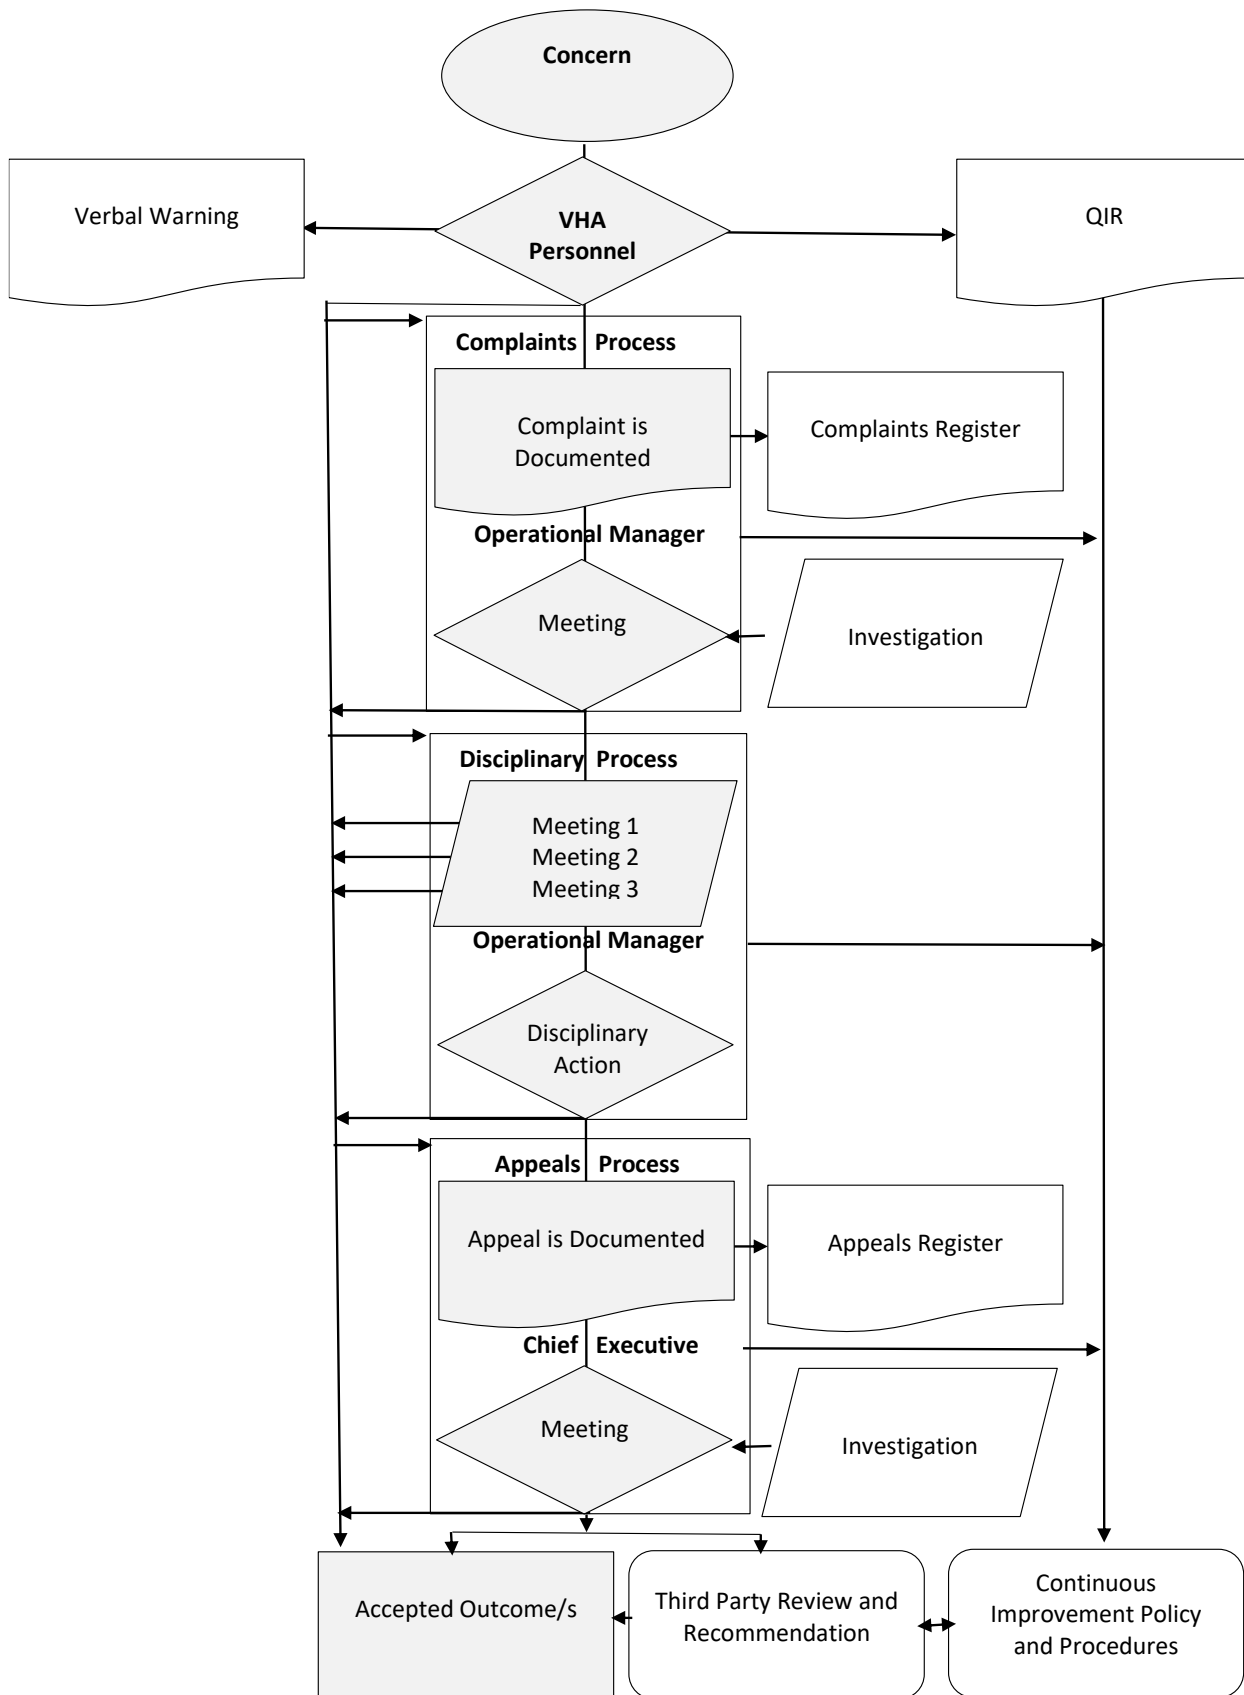 Concern
Verbal Warning
VHA
Personnel
QIR
Complaints Process
Complaint is
Documented
Complaints Register
Operational Manager
Meeting
Investigation
Disciplinary Process
Meeting 1
Meeting 2
Meeting 3
Operational Manager
Disciplinary
Action
Appeals Process
Appeal is Documented
Appeals Register
Chief Executive
Meeting
Investigation
Accepted Outcome/s
Third Party Review and
Recommendation
Continuous
Improvement Policy
and Procedures